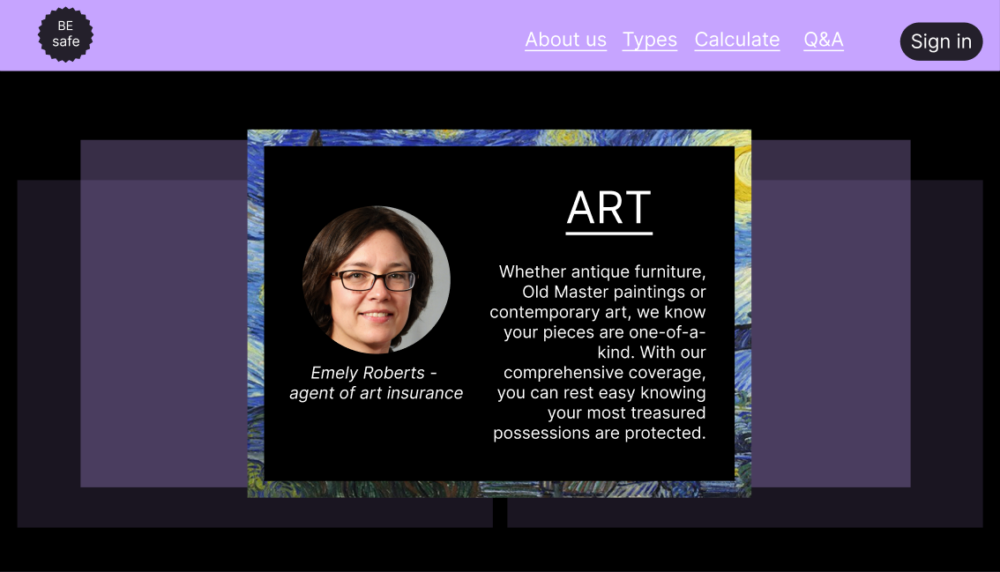 BE
safe
About us
Types
Calculate
Q&A
Sign in
ART
Whether antique furniture,
Old Master paintings or
contemporary art, we know
your pieces are one-of-a-
kind. With our
comprehensive coverage,
you can rest easy knowing
your most treasured
possessions are protected.
Emely Roberts -
agent of art insurance